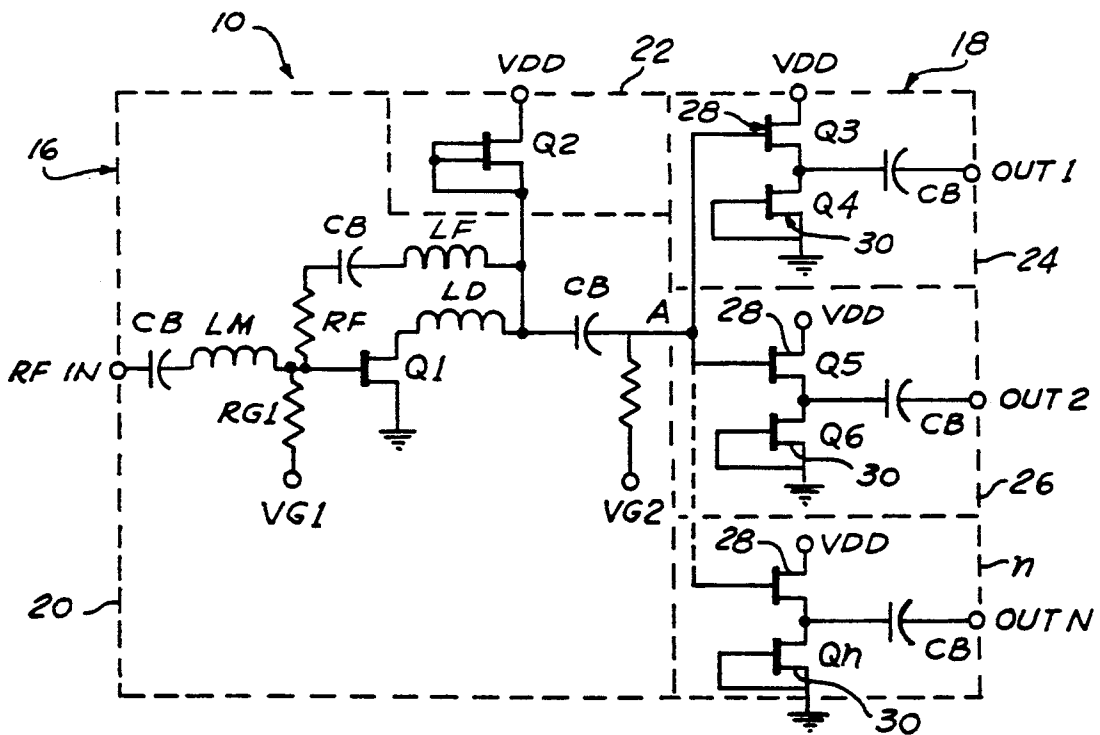 10
22
18
VDD
VDD
28
Q3
16
Q2
OUT 1
CB
CB
LF
Q4
30
24
LD
CB
A
28
VDD
CB
LM
RF
Q5
RF IN
Q1
OUT 2
RG1
CB
Q6
30
26
VG1
VG2
28
VDD
n
20
OUT N
Qn
CB
30